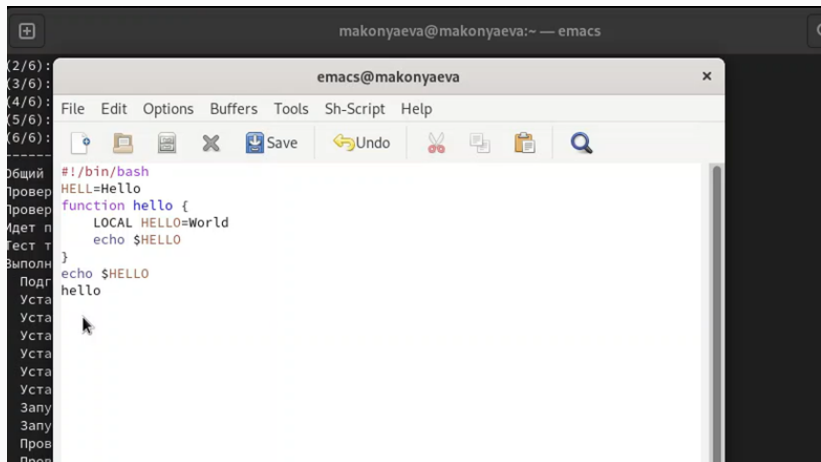 makonyaeva@makonyaeva:~ — emacs
(2/6):
(3/6):
(4/6):
(5/6):
(6/6):
------
Общий
Провер
Провер
Идет п
Тест т
Выполн
Подг
Уста
Уста
Уста
Уста
Уста
Уста
Запу
Запу
Пров
Пров
emacs@makonyaeva
File Edit Options Buffers Tools Sh-Script Help
Save Undo
#!/bin/bash
HELL=Hello
function hello {
    LOCAL HELLO=World
    echo $HELLO
}
echo $HELLO
hello